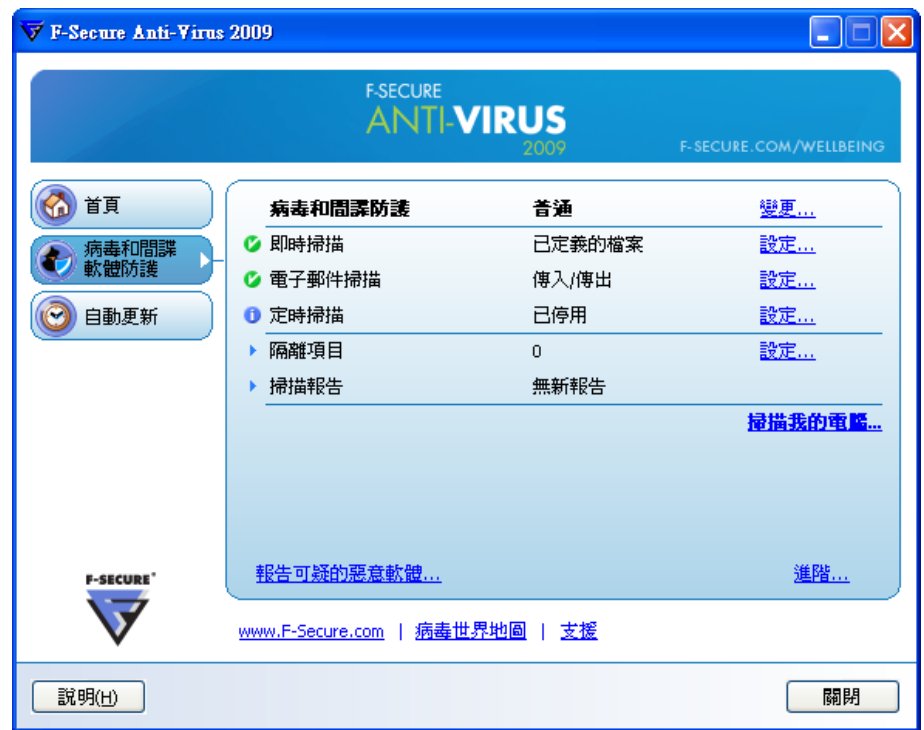 F-Secure Anti-Virus 2009
F-SECURE
ANTI-VIRUS
2009
F-SECURE.COM/WELLBEING
首頁
病毒和間諜
軟體防護
自動更新
病毒和間諜防護 普通 變更...
即時掃描 已定義的檔案 設定...
電子郵件掃描 傳入/傳出 設定...
定時掃描 已停用 設定...
隔離項目 0 設定...
掃描報告 無新報告
掃描我的電腦...
報告可疑的惡意軟體... 進階...
F-SECURE®
www.F-Secure.com | 病毒世界地圖 | 支援
說明(H) 關閉